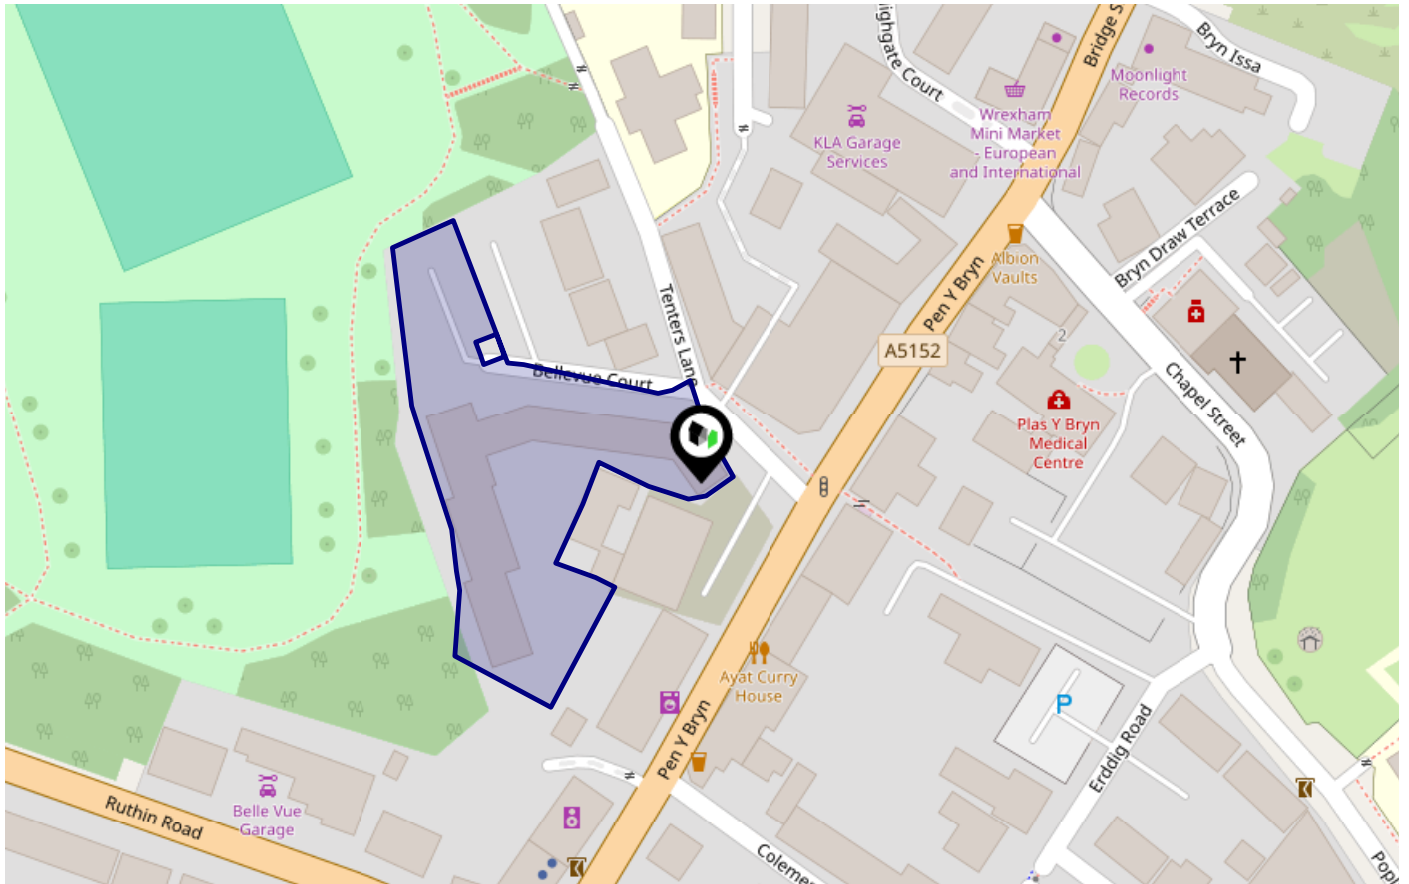 Bridge S
Bryn Issa
ighgate Court
Moonlight
Records
Wrexham
Mini Market
- European
and International
KLA Garage
Services
Bryn Draw Terrace
Albion
Vaults
Pen Y Bryn
Tenters Lane
A5152
2
Bellevue Court
Chapel Street
Plas Y Bryn
Medical
Centre
Ayat Curry
House
P
Pen Y Bryn
Erddig Road
Belle Vue
Garage
Ruthin Road
Coleme
Popl